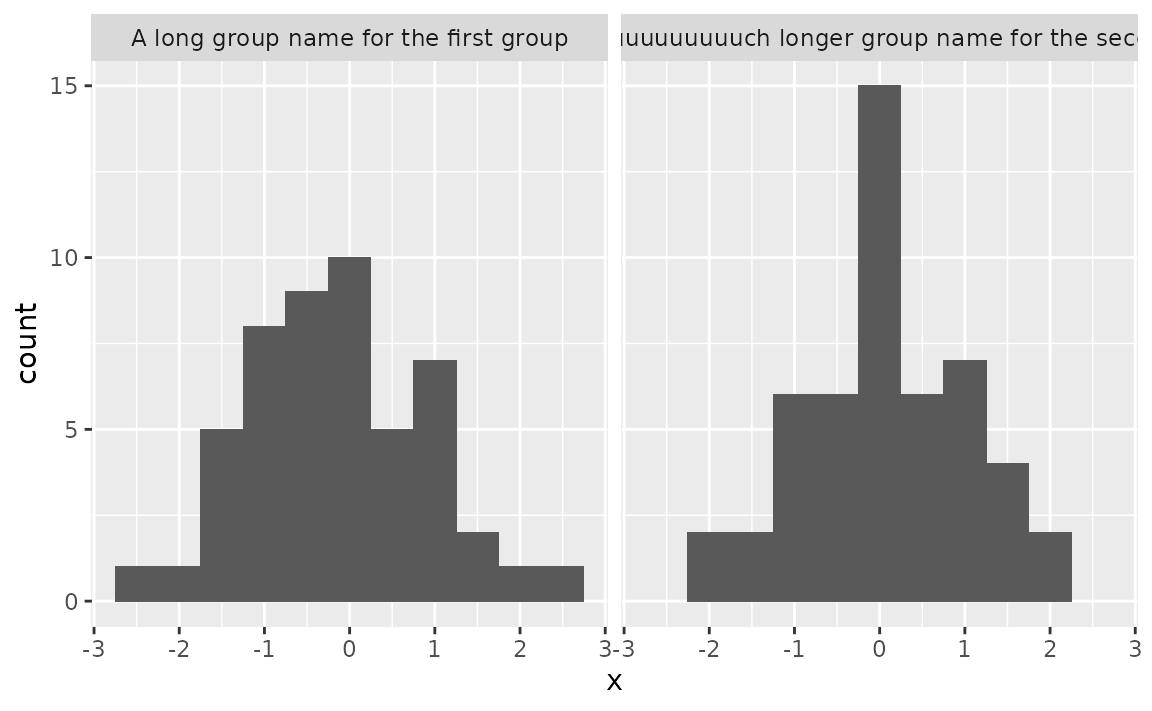 A long group name for the first group
uuuuuuuuuch longer group name for the sec
15
10
5
0
count
-3 -2 -1 0 1 2 3
-3 -2 -1 0 1 2 3
x